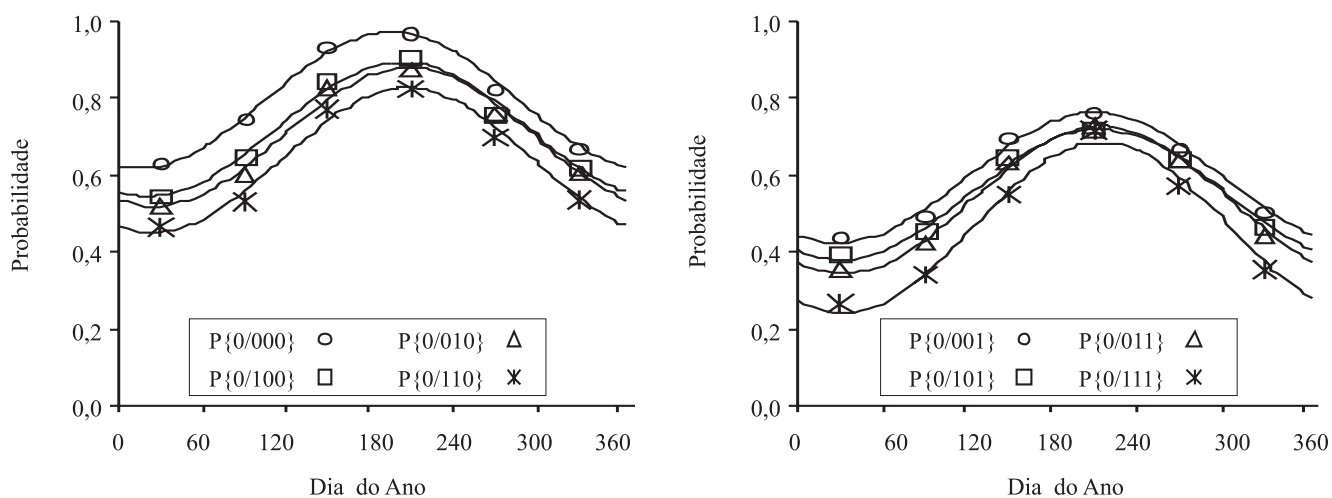 1,0
0,8
0,6
0,4
0,2
0,0
Probabilidade
P{0/000}
P{0/010}
P{0/100}
P{0/110}
0 60 120 180 240 300 360
Dia do Ano
1,0
0,8
0,6
0,4
0,2
0,0
Probabilidade
P{0/001}
P{0/011}
P{0/101}
P{0/111}
0 60 120 180 240 300 360
Dia do Ano